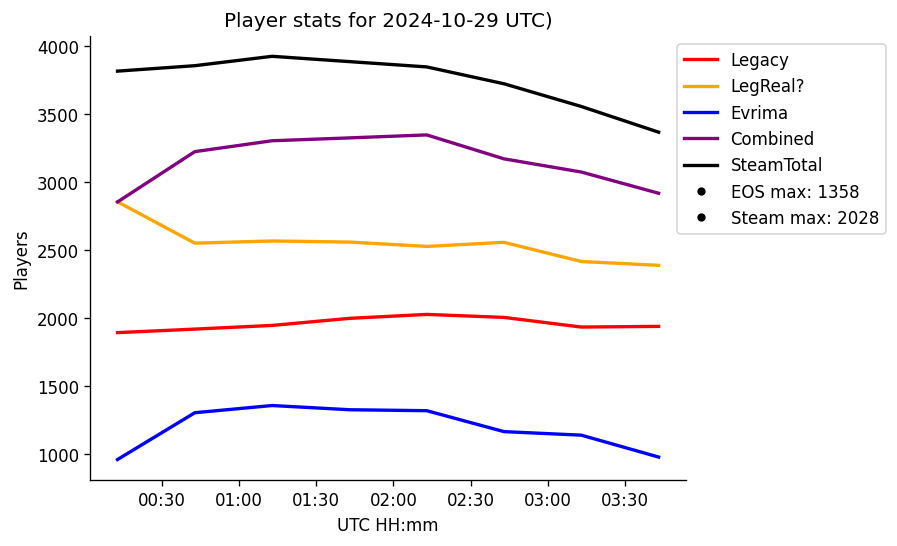 Player stats for 2024-10-29 UTC)
4000
3500
3000
2500
2000
1500
1000
Players
00:30 01:00 01:30 02:00 02:30 03:00 03:30
UTC HH:mm
Legacy
LegReal?
Evrima
Combined
SteamTotal
EOS max: 1358
Steam max: 2028